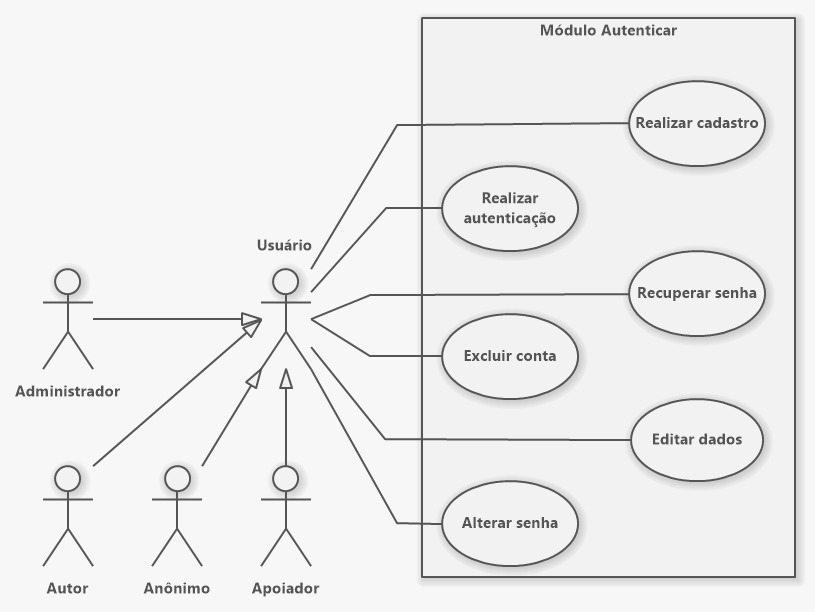 Módulo Autenticar
Realizar cadastro
Realizar
autenticação
Usuário
Recuperar senha
Excluir conta
Administrador
Editar dados
Alterar senha
Autor
Anônimo
Apoiador